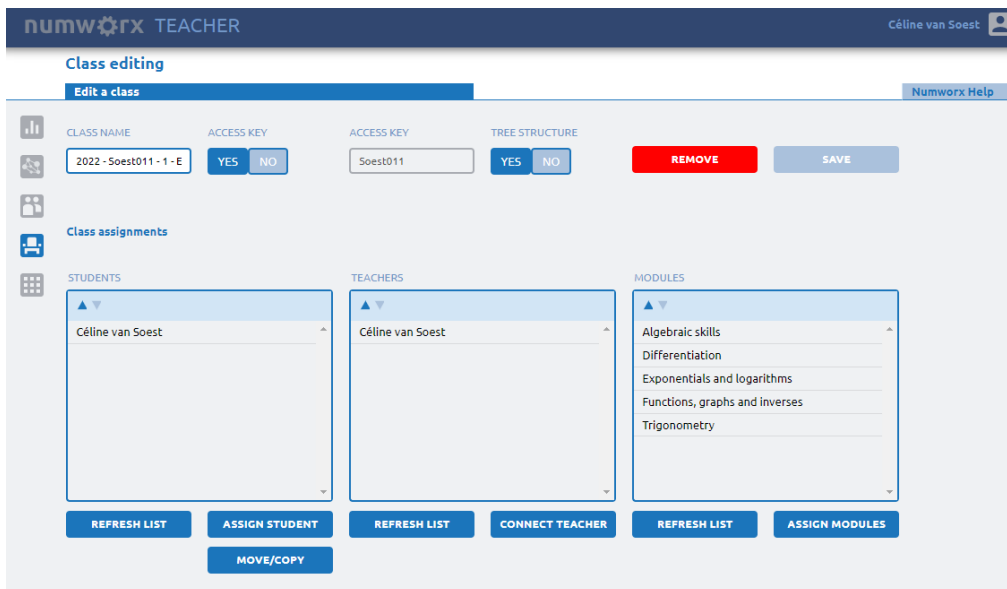 numworx TEACHER
Céline van Soest
Class editing
Edit a class
Numworx Help
CLASS NAME
ACCESS KEY
ACCESS KEY
TREE STRUCTURE
2022 - Soest011 - 1 - E
YES NO
Soest011
YES NO
REMOVE
SAVE
Class assignments
STUDENTS
TEACHERS
MODULES
Céline van Soest
Céline van Soest
Algebraic skills
Differentiation
Exponentials and logarithms
Functions, graphs and inverses
Trigonometry
REFRESH LIST
ASSIGN STUDENT
REFRESH LIST
CONNECT TEACHER
REFRESH LIST
ASSIGN MODULES
MOVE/COPY